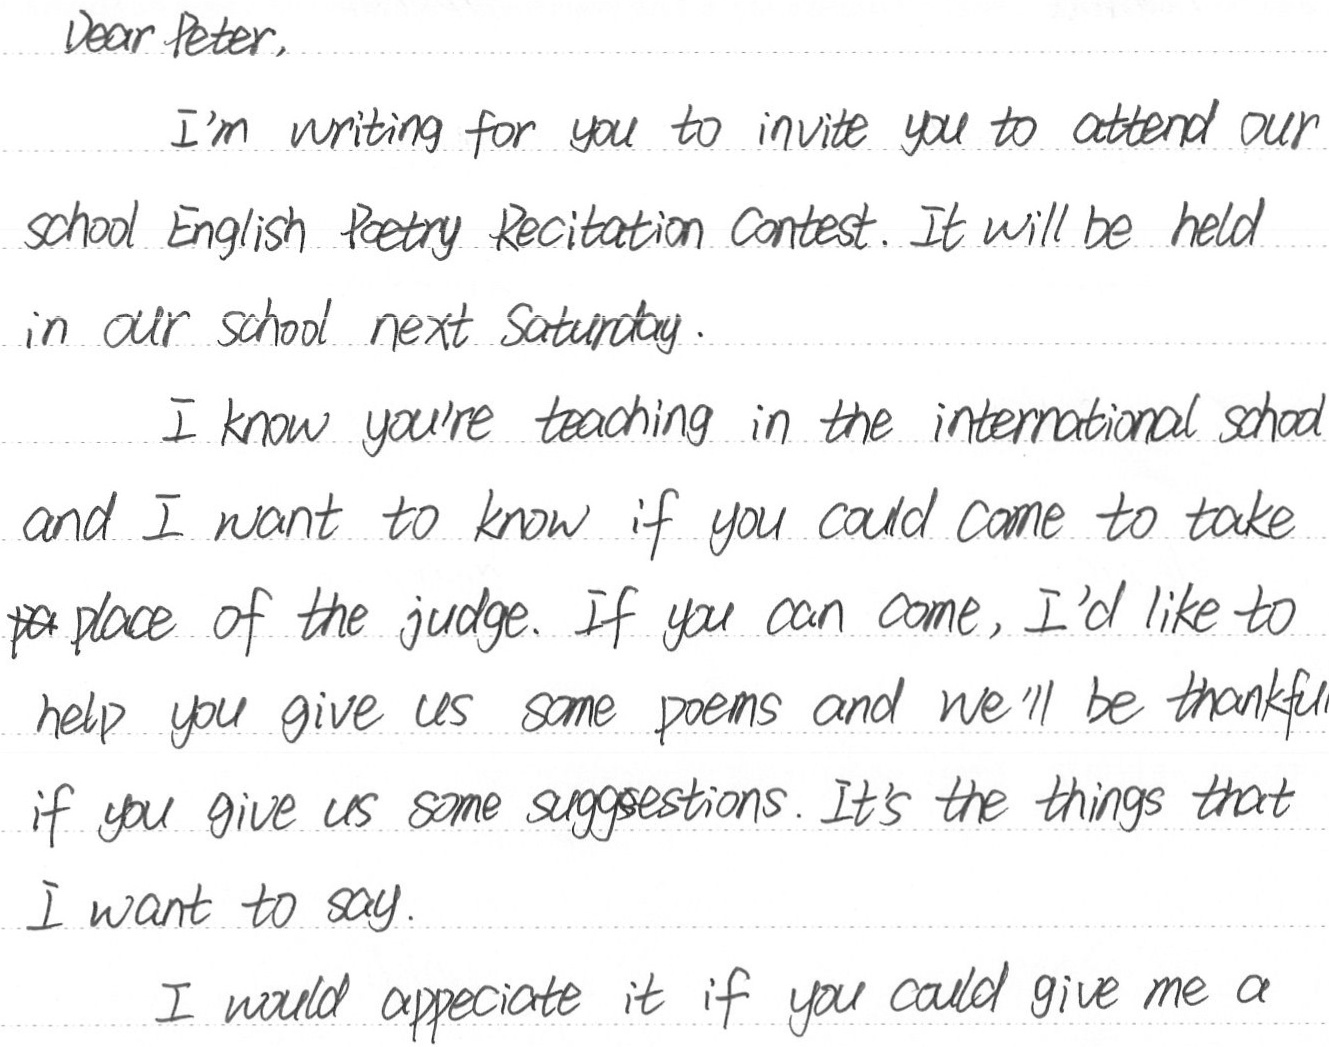 Dear Peter,
I'm writing for you to invite you to attend our
school English Poetry Recitation Contest. It will be held
in our school next Saturday.
I know you're teaching in the international school
and I want to know if you could come to take
place of the judge. If you can come, I'd like to
help you give us some poems and we'll be thankful
if you give us some suggsestions. It's the things that
I want to say.
I would appeciate it if you could give me a